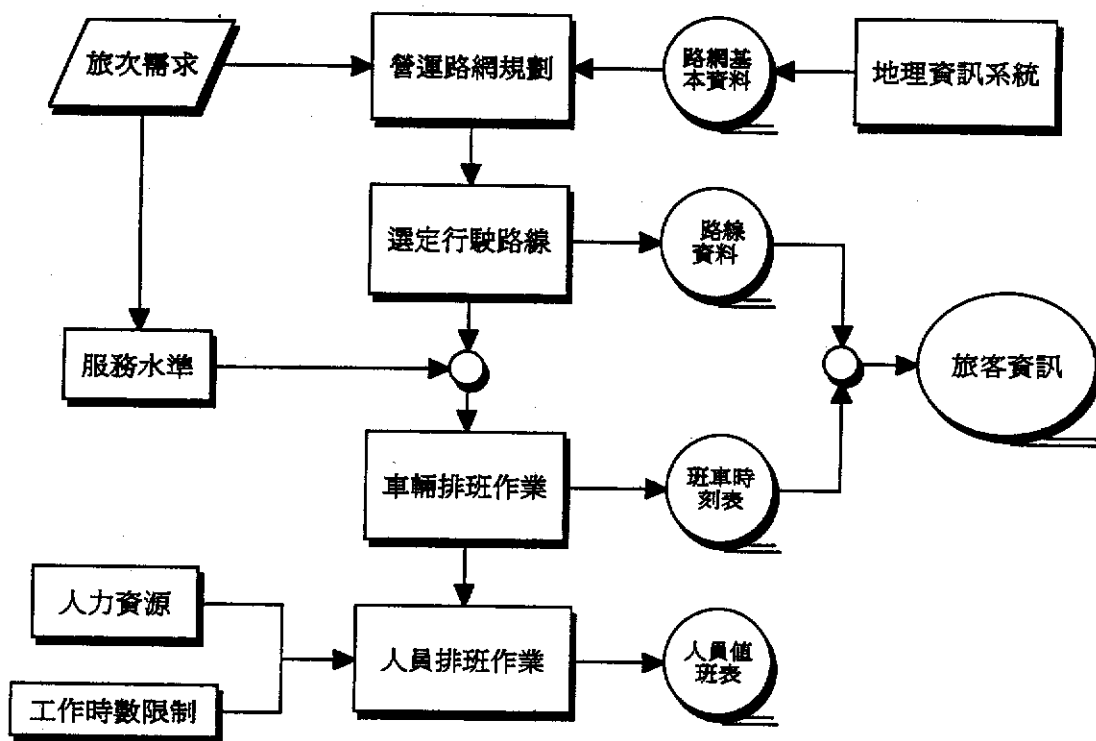 旅次需求
營運路網規劃
路網基
本資料
地理資訊系統
選定行駛路線
路線
資料
服務水準
旅客資訊
車輛排班作業
班車時
刻表
人力資源
人員排班作業
人員值
班表
工作時數限制